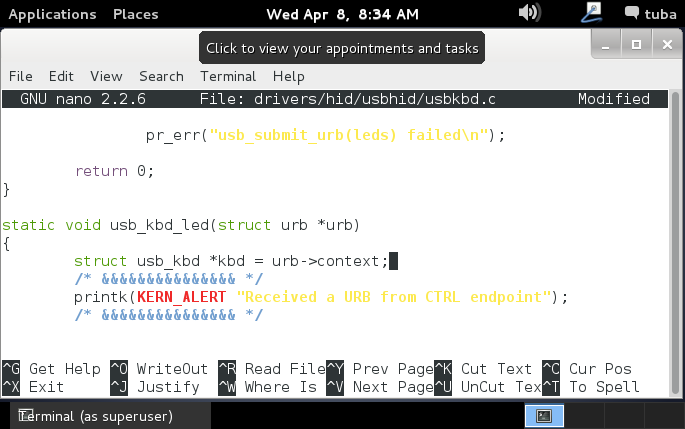 Applications Places Wed Apr 8, 8:34 AM tuba
Click to view your appointments and tasks
File Edit View Search Terminal Help
GNU nano 2.2.6 File: drivers/hid/usbhid/usbkbd.c Modified
pr_err("usb_submit_urb(leds) failed\n");
return 0;
}
static void usb_kbd_led(struct urb *urb)
{
struct usb_kbd *kbd = urb->context;
/* &&&&&&&&&&&&&&& */
printk(KERN_ALERT "Received a URB from CTRL endpoint");
/* &&&&&&&&&&&&&&& */
^G Get Help ^O WriteOut ^R Read File ^Y Prev Page ^K Cut Text ^C Cur Pos
^X Exit ^J Justify ^W Where Is ^V Next Page ^U UnCut Tex ^T To Spell
Terminal (as superuser)